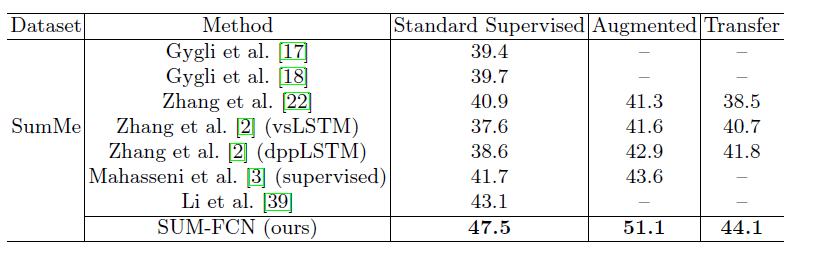 Dataset Method Standard Supervised Augmented Transfer
Gygli et al. [17] 39.4 – –
Gygli et al. [18] 39.7 – –
Zhang et al. [22] 40.9 41.3 38.5
SumMe Zhang et al. [2] (vsLSTM) 37.6 41.6 40.7
Zhang et al. [2] (dppLSTM) 38.6 42.9 41.8
Mahasseni et al. [3] (supervised) 41.7 43.6 –
Li et al. [39] 43.1 – –
SUM-FCN (ours) 47.5 51.1 44.1